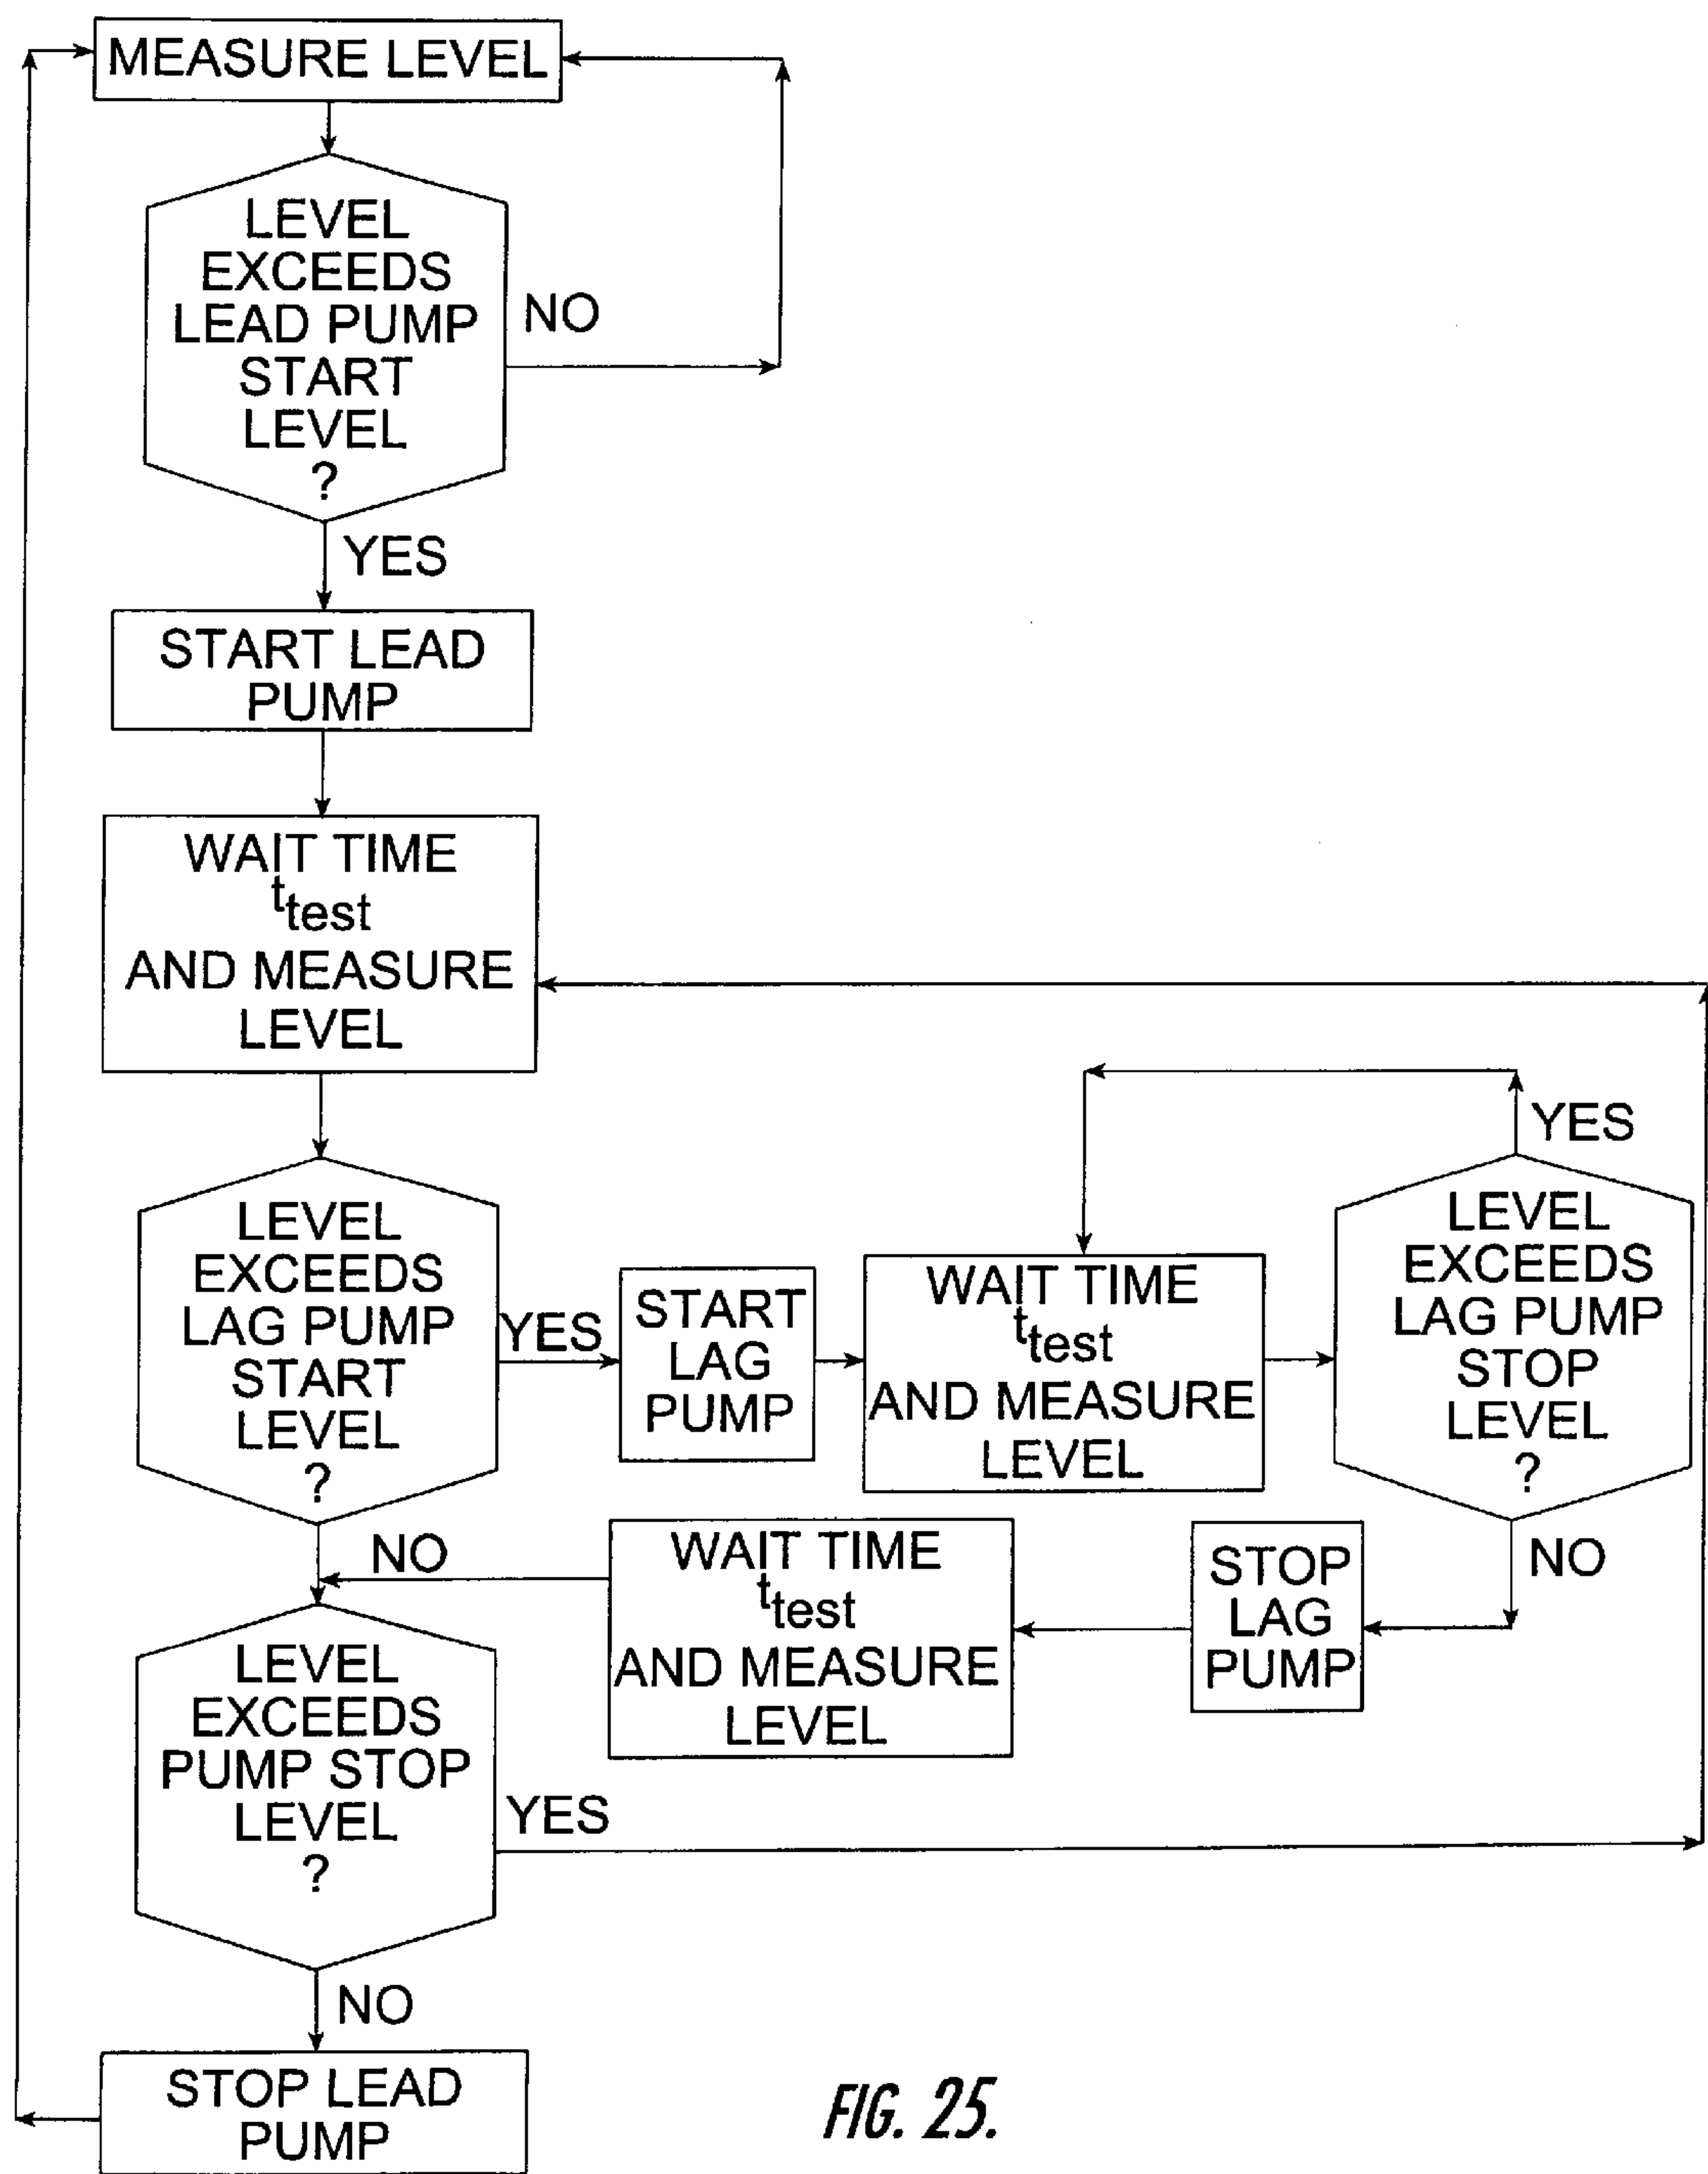 MEASURE LEVEL
LEVEL
EXCEEDS
LEAD PUMP
START
LEVEL
?
NO
YES
START LEAD
PUMP
WAIT TIME
t_test
AND MEASURE
LEVEL
LEVEL
EXCEEDS
LAG PUMP
START
LEVEL
?
YES
START
LAG
PUMP
WAIT TIME
t_test
AND MEASURE
LEVEL
YES
LEVEL
EXCEEDS
LAG PUMP
STOP
LEVEL
?
NO
STOP
LAG
PUMP
WAIT TIME
t_test
AND MEASURE
LEVEL
NO
LEVEL
EXCEEDS
PUMP STOP
LEVEL
?
YES
NO
STOP LEAD
PUMP
FIG. 25.